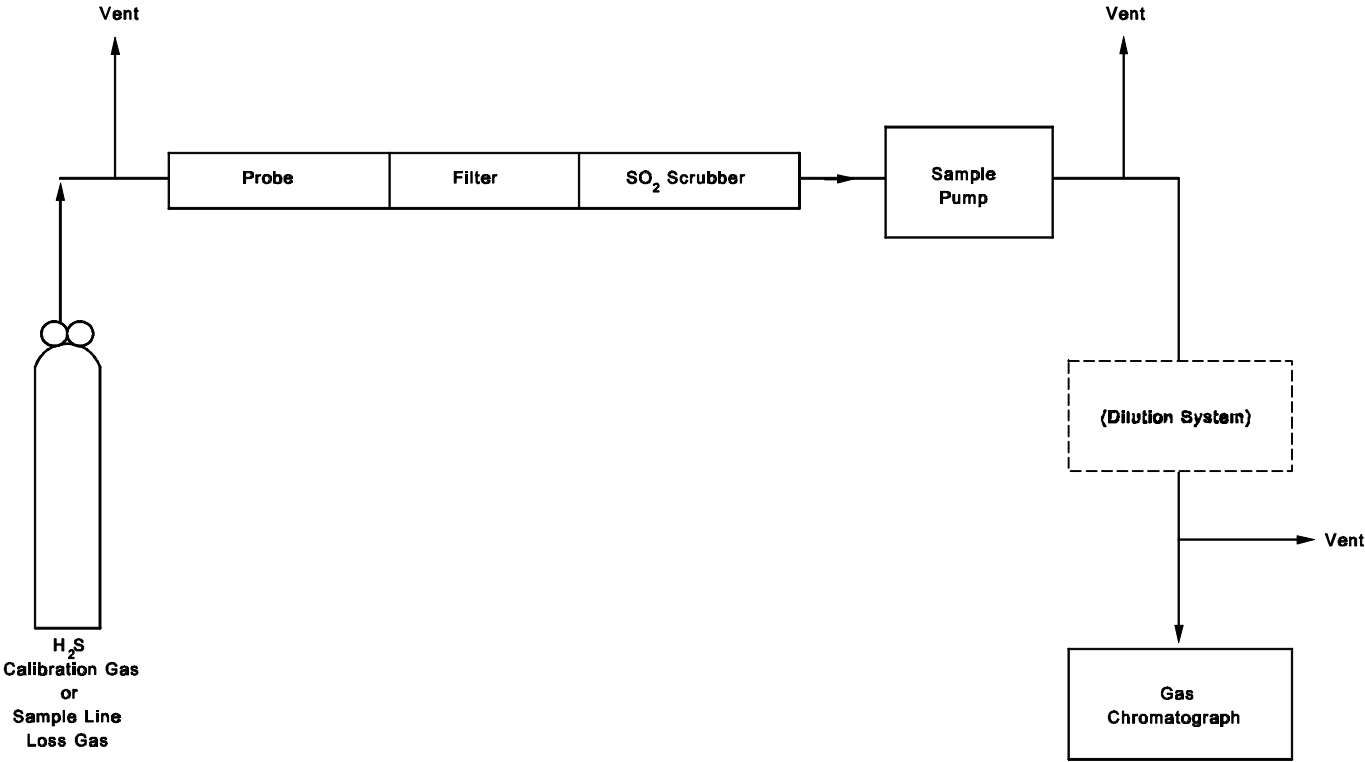 Vent
Vent
Probe
Filter
SO2 Scrubber
Sample
Pump
(Dilution System)
Vent
H2S
Calibration Gas
or
Sample Line
Loss Gas
Gas
Chromatograph